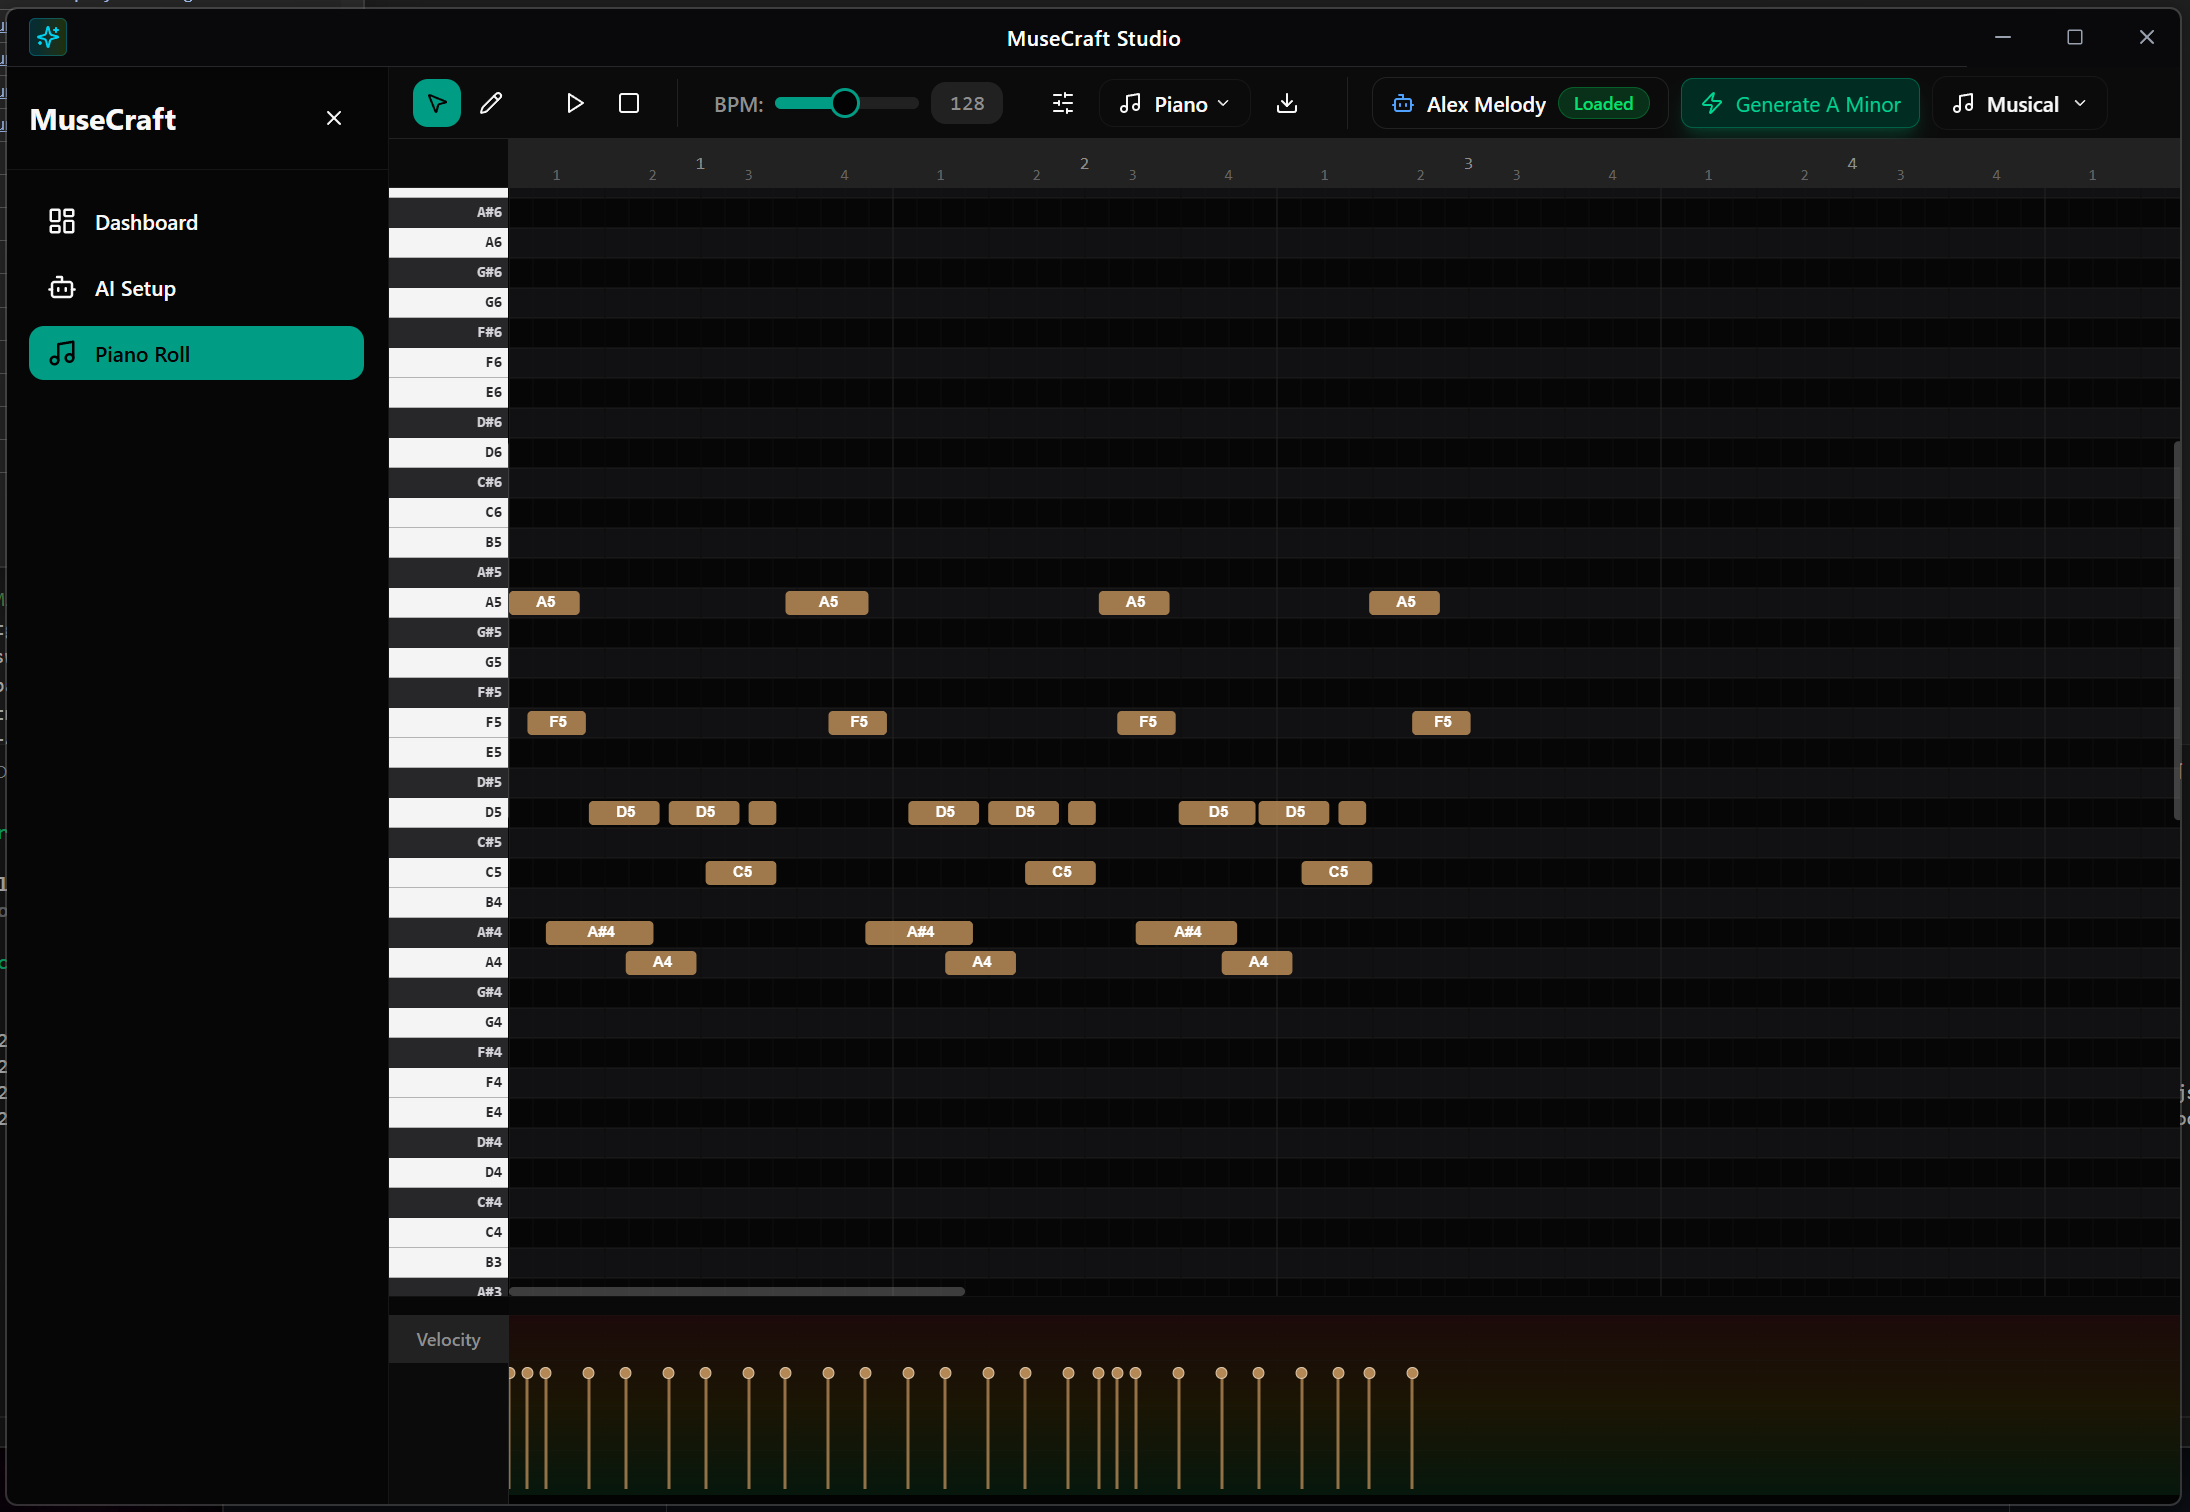 MuseCraft Studio
MuseCraft
BPM: 128 Piano Alex Melody Loaded Generate A Minor Musical
Dashboard
AI Setup
Piano Roll
1 2 3 4
1 2 3 4 1 2 3 4 1 2 3 4 1 2 3 4 1
A#6
A6
G#6
G6
F#6
F6
E6
D#6
D6
C#6
C6
B5
A#5
A5 A5 A5 A5 A5
G#5
G5
F#5
F5 F5 F5 F5 F5
E5
D#5
D5 D5 D5 D5 D5 D5 D5
C#5
C5 C5 C5 C5
B4
A#4 A#4 A#4 A#4
A4 A4 A4 A4
G#4
G4
F#4
F4
E4
D#4
D4
C#4
C4
B3
A#3
Velocity